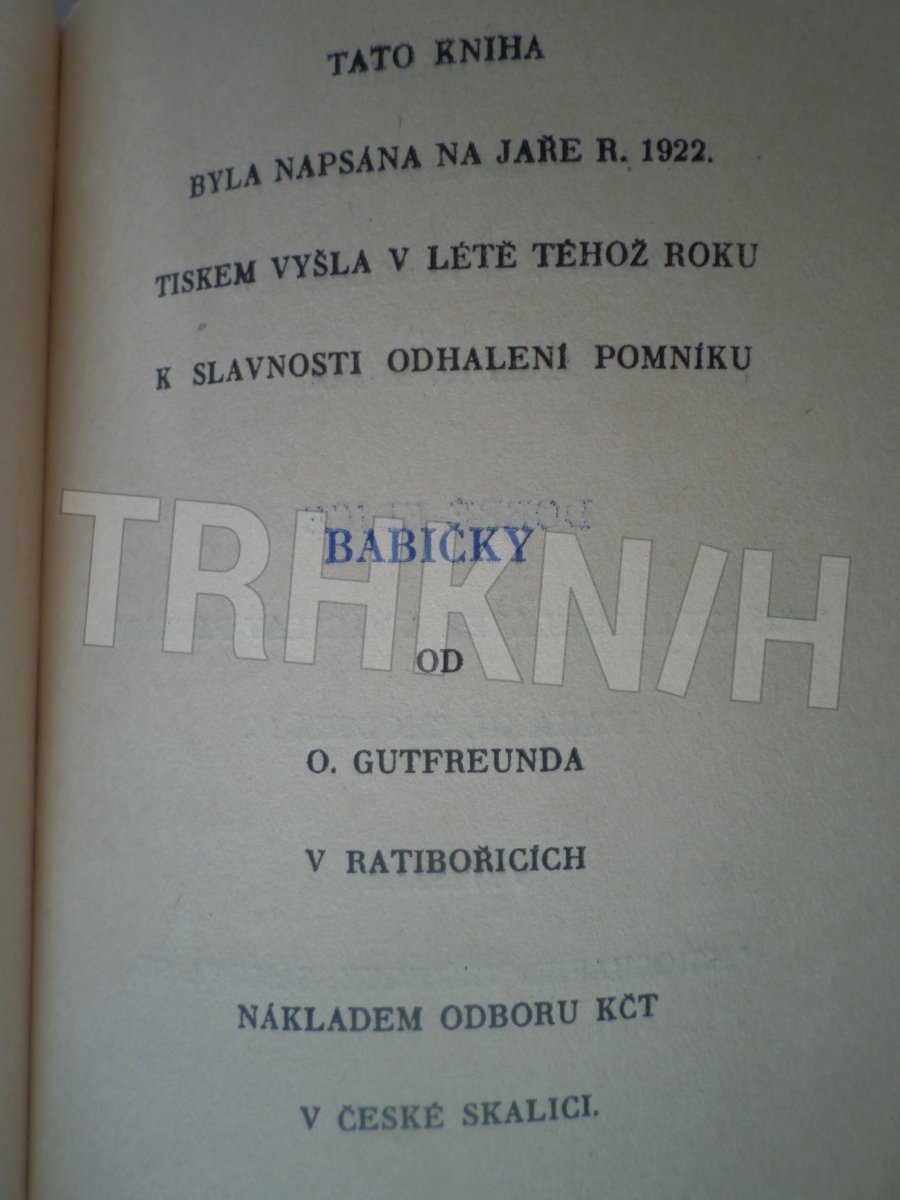 TATO KNIHA
BYLA NAPSÁNA NA JAŘE R. 1922.
TISKEM VYŠLA V LÉTĚ TÉHOŽ ROKU
K SLAVNOSTI ODHALENÍ POMNÍKU
BABIČKY
TRHKNIH
OD
O. GUTFREUNDA
V RATIBOŘICÍCH
NÁKLADEM ODBORU KČT
V ČESKÉ SKALICI.